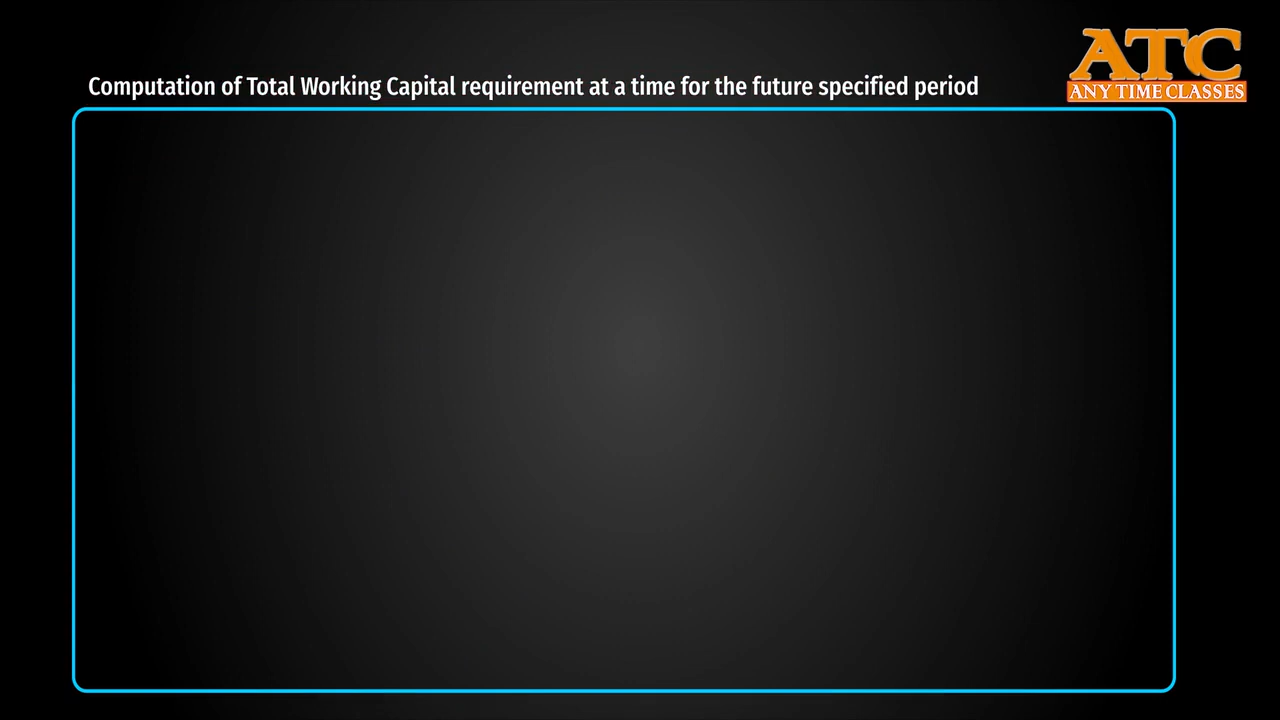 ATC
ANY TIME CLASSES
Computation of Total Working Capital requirement at a time for the future specified period